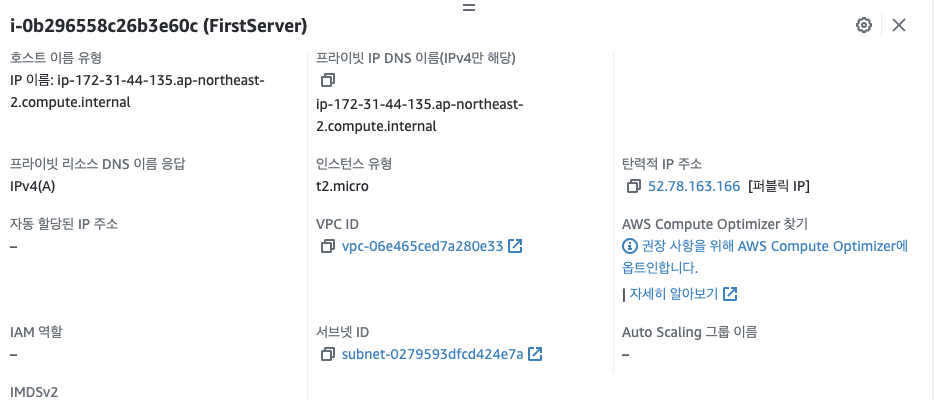 i-0b296558c26b3e60c (FirstServer)
호스트 이름 유형
IP 이름: ip-172-31-44-135.ap-northeast-
2.compute.internal
프라이빗 IP DNS 이름(IPv4만 해당)
ip-172-31-44-135.ap-northeast-
2.compute.internal
프라이빗 리소스 DNS 이름 응답
IPv4(A)
인스턴스 유형
t2.micro
탄력적 IP 주소
52.78.163.166 [퍼블릭 IP]
자동 할당된 IP 주소
–
VPC ID
vpc-06e465ced7a280e33
AWS Compute Optimizer 찾기
권장 사항을 위해 AWS Compute Optimizer에
옵트인합니다.
| 자세히 알아보기
IAM 역할
–
서브넷 ID
subnet-0279593dfcd424e7a
Auto Scaling 그룹 이름
–
IMDSv2